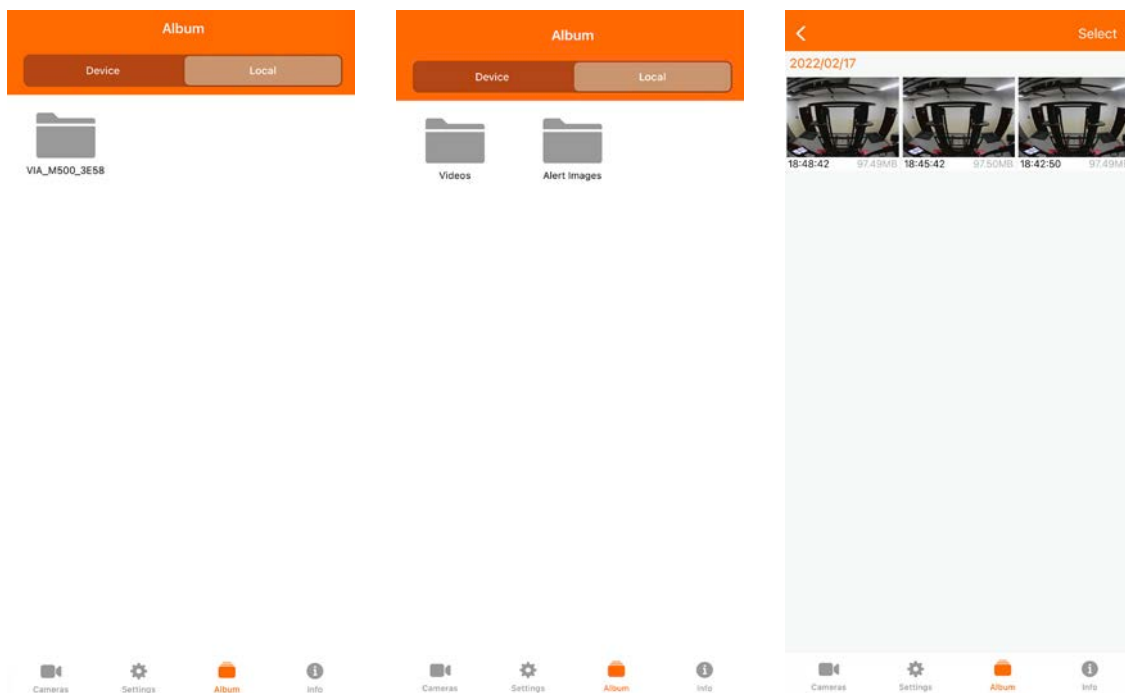 Album
Device Local
VIA_M500_3E58
Cameras Settings Album Info
Album
Device Local
Videos Alert Images
Cameras Settings Album Info
Select
2022/02/17
18:48:42 97.49MB 18:45:42 97.50MB 18:42:50 97.49M
Cameras Settings Album Info